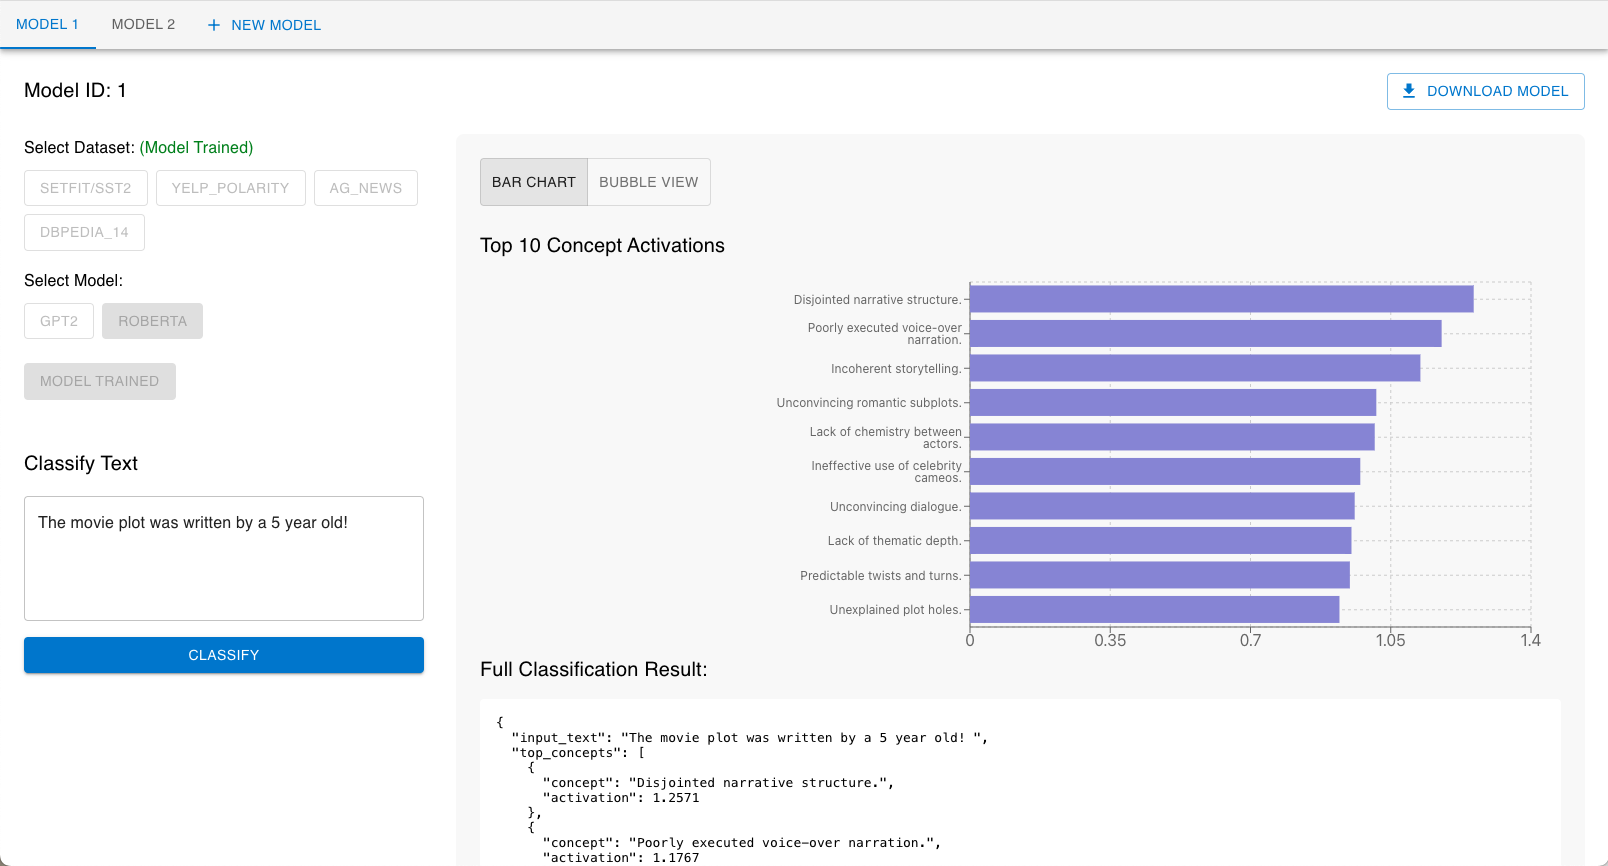 MODEL 1
MODEL 2
NEW MODEL
Model ID: 1
DOWNLOAD MODEL
Select Dataset: (Model Trained)
SETFIT/SST2
YELP_POLARITY
AG_NEWS
DBPEDIA_14
Select Model:
GPT2
ROBERTA
MODEL TRAINED
Classify Text
The movie plot was written by a 5 year old!
CLASSIFY
BAR CHART
BUBBLE VIEW
Top 10 Concept Activations
Disjointed narrative structure.
Poorly executed voice-over
narration.
Incoherent storytelling.
Unconvincing romantic subplots.
Lack of chemistry between
actors.
Ineffective use of celebrity
cameos.
Unconvincing dialogue.
Lack of thematic depth.
Predictable twists and turns.
Unexplained plot holes.
0
0.35
0.7
1.05
1.4
Full Classification Result:
{
"input_text": "The movie plot was written by a 5 year old! ",
"top_concepts": [
{
"concept": "Disjointed narrative structure.",
"activation": 1.2571
},
{
"concept": "Poorly executed voice-over narration.",
"activation": 1.1767